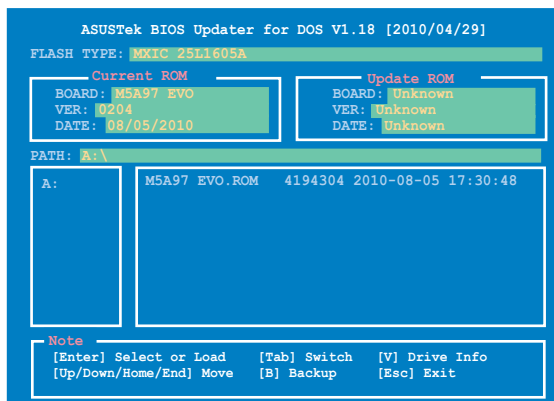 ASUSTek BIOS Updater for DOS V1.18 [2010/04/29]
FLASH TYPE: MXIC 25L1605A
Current ROM
BOARD: M5A97 EVO
VER: 0204
DATE: 08/05/2010
Update ROM
BOARD: Unknown
VER: Unknown
DATE: Unknown
PATH: A:\
A:
M5A97 EVO.ROM 4194304 2010-08-05 17:30:48
Note
[Enter] Select or Load [Tab] Switch [V] Drive Info
[Up/Down/Home/End] Move [B] Backup [Esc] Exit